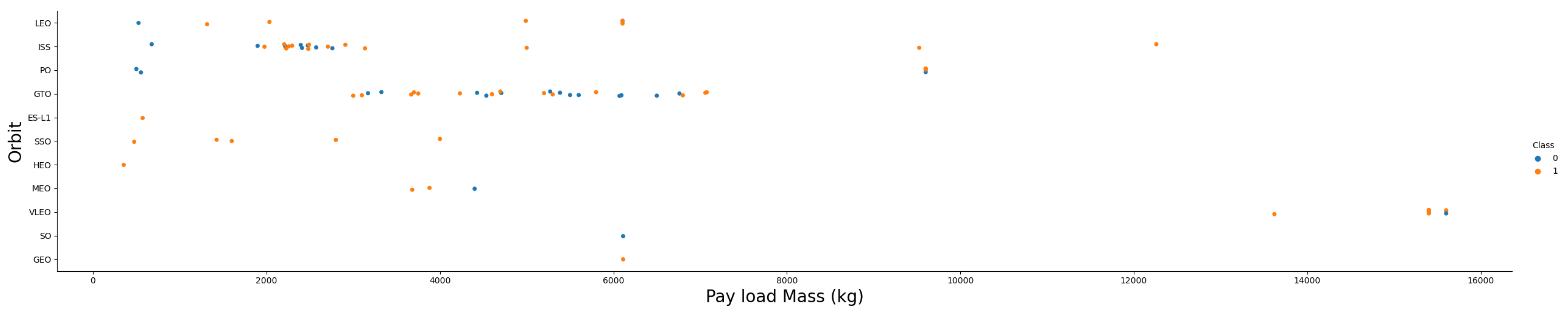 LEO
ISS
PO
GTO
ES-L1
SSO
HEO
MEO
VLEO
SO
GEO
Orbit
0 2000 4000 6000 8000 10000 12000 14000 16000
Pay load Mass (kg)
Class
0
1